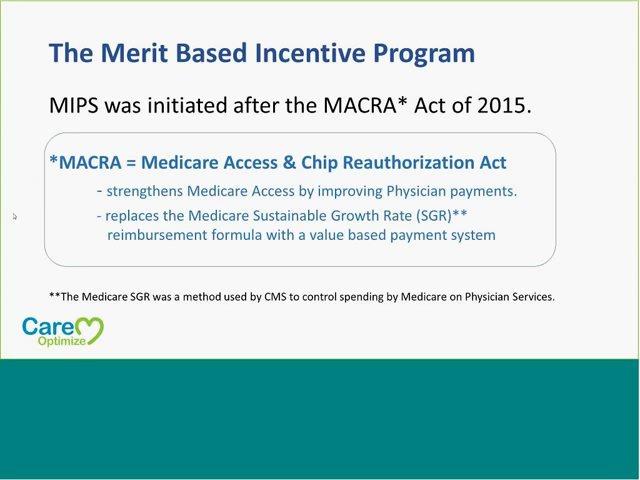 The Merit Based Incentive Program
MIPS was initiated after the MACRA* Act of 2015.
*MACRA = Medicare Access & Chip Reauthorization Act
- strengthens Medicare Access by improving Physician payments.
- replaces the Medicare Sustainable Growth Rate (SGR)**
reimbursement formula with a value based payment system
**The Medicare SGR was a method used by CMS to control spending by Medicare on Physician Services.
Care
Optimize